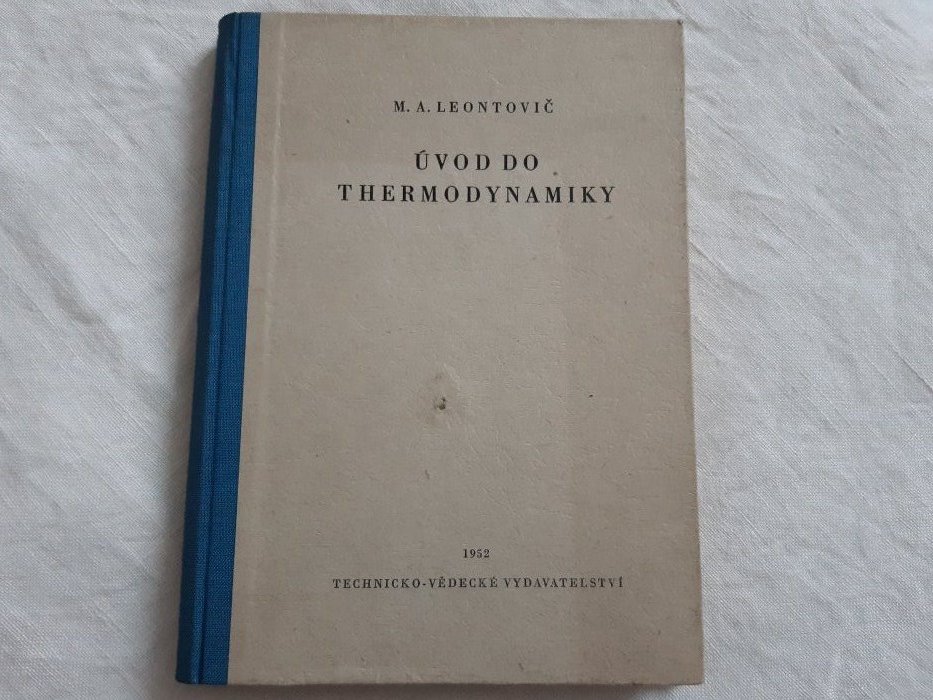 M. A. LEONTOVIČ
ÚVOD DO
THERMODYNAMIKY
1952
TECHNICKO-VĚDECKÉ VYDAVATELSTVÍ